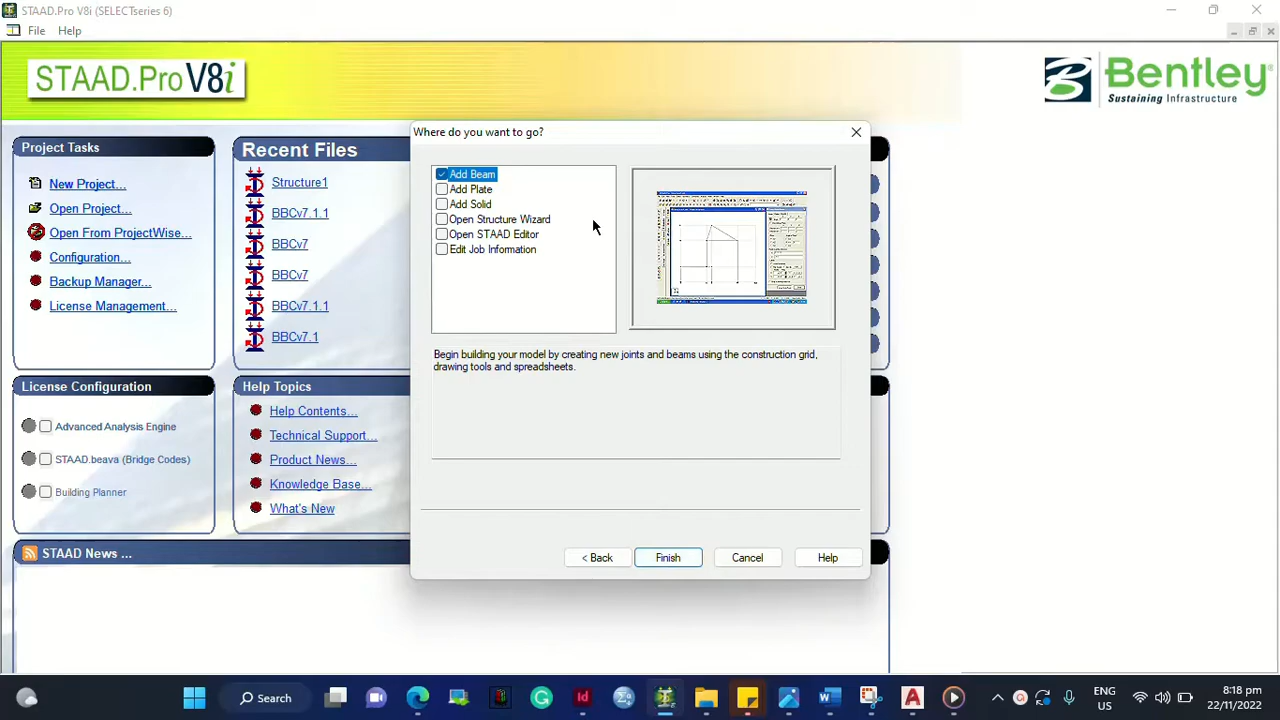 STAAD.Pro V8i (SELECTseries 6)
File Help
STAAD.Pro V8i
Bentley®
Sustaining Infrastructure
Project Tasks
New Project...
Open Project...
Open From ProjectWise...
Configuration...
Backup Manager...
License Management...
Recent Files
Structure1
BBCv7.1.1
BBCv7
BBCv7
BBCv7.1.1
BBCv7.1
License Configuration
Advanced Analysis Engine
STAAD.beava (Bridge Codes)
Building Planner
Help Topics
Help Contents...
Technical Support...
Product News...
Knowledge Base...
What's New
STAAD News ...
Where do you want to go?
Add Beam
Add Plate
Add Solid
Open Structure Wizard
Open STAAD Editor
Edit Job Information
Begin building your model by creating new joints and beams using the construction grid,
drawing tools and spreadsheets.
< Back Finish Cancel Help
Search
ENG
US
8:18 pm
22/11/2022